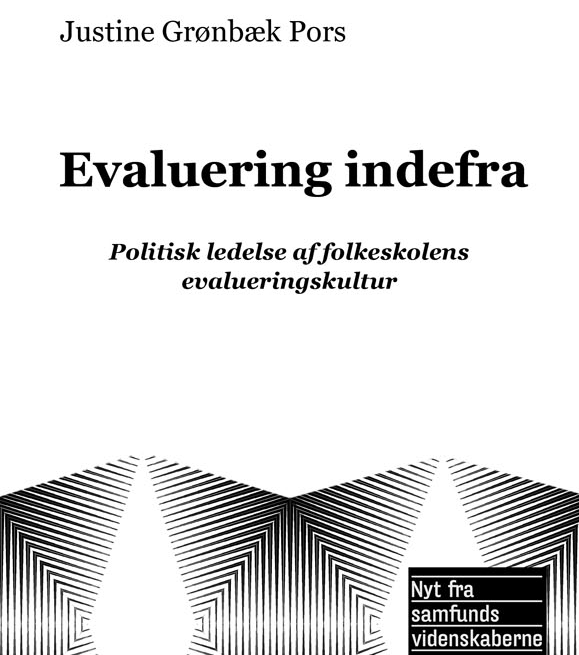 Justine Grønbæk Pors
Evaluering indefra
Politisk ledelse af folkeskolens
evalueringskultur
Nyt fra
samfunds
videnskaberne